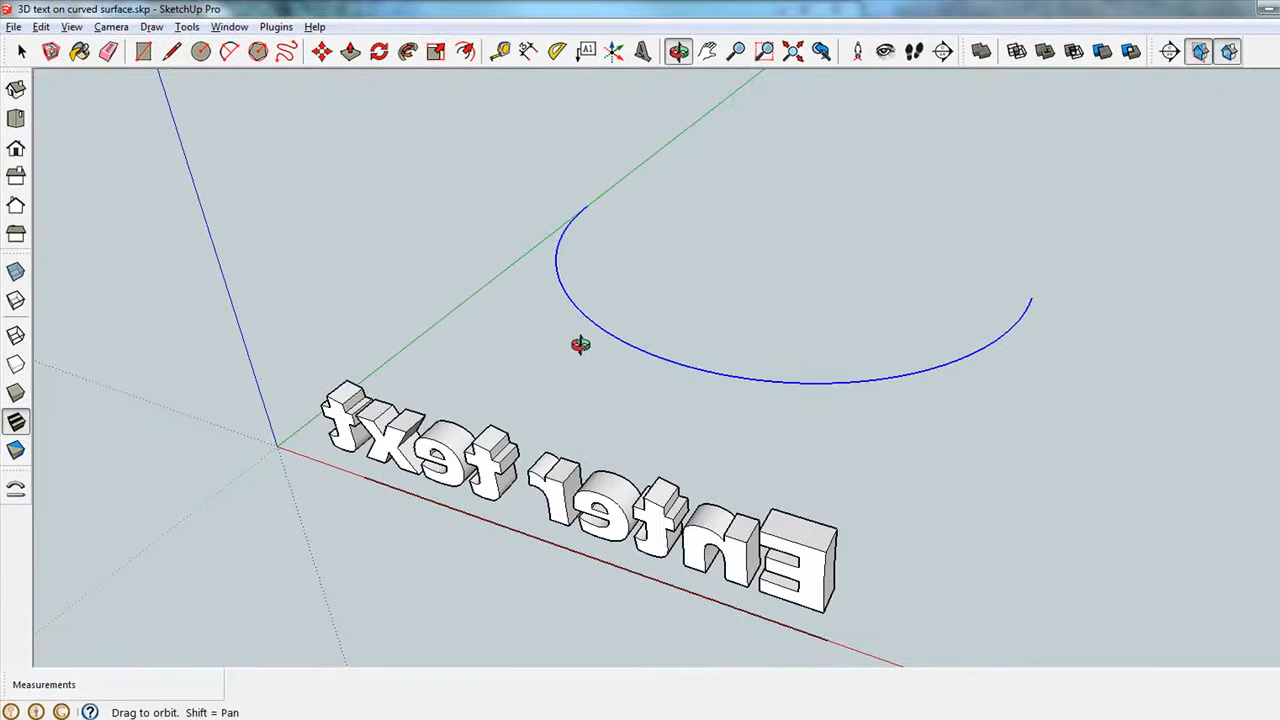 3D text on curved surface.skp - SketchUp Pro
File Edit View Camera Draw Tools Window Plugins Help
A1
Enter text
Measurements
Drag to orbit. Shift = Pan